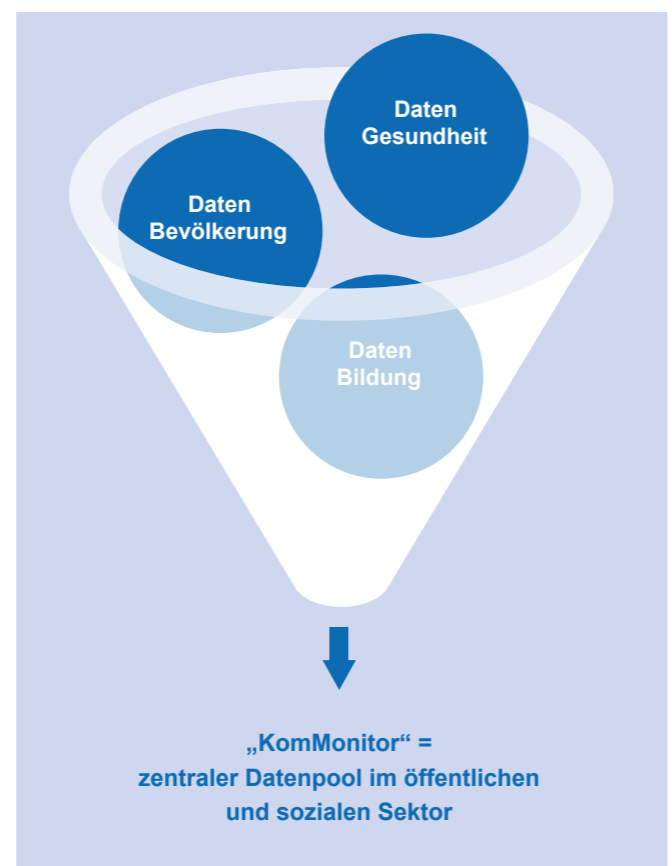 Daten
Gesundheit
Daten
Bevölkerung
Daten
Bildung
„KomMonitor“ =
zentraler Datenpool im öffentlichen
und sozialen Sektor